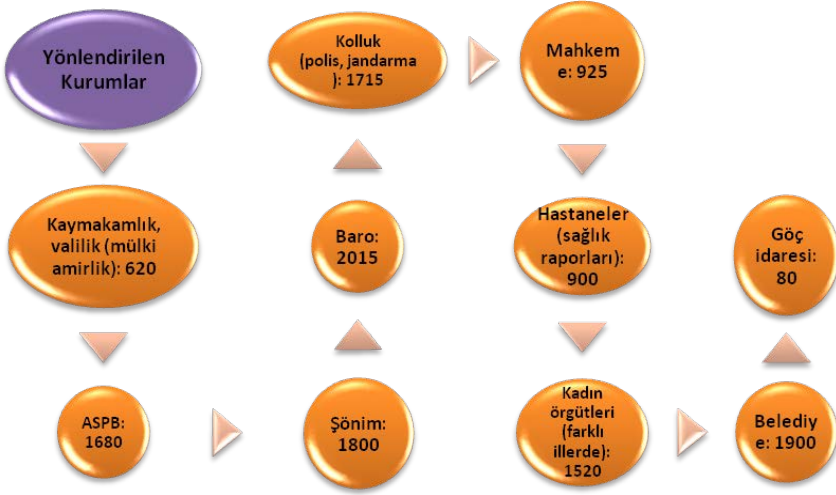 Yönlendirilen
Kurumlar
Kaymakamlık,
valilik (mülki
amirlik): 620
ASPB:
1680
Şönim:
1800
Baro:
2015
Kolluk
(polis, jandarma
): 1715
Mahkem
e: 925
Hastaneler
(sağlık
raporları):
900
Kadın
örgütleri
(farklı
illerde):
1520
Belediy
e: 1900
Göç
idaresi:
80